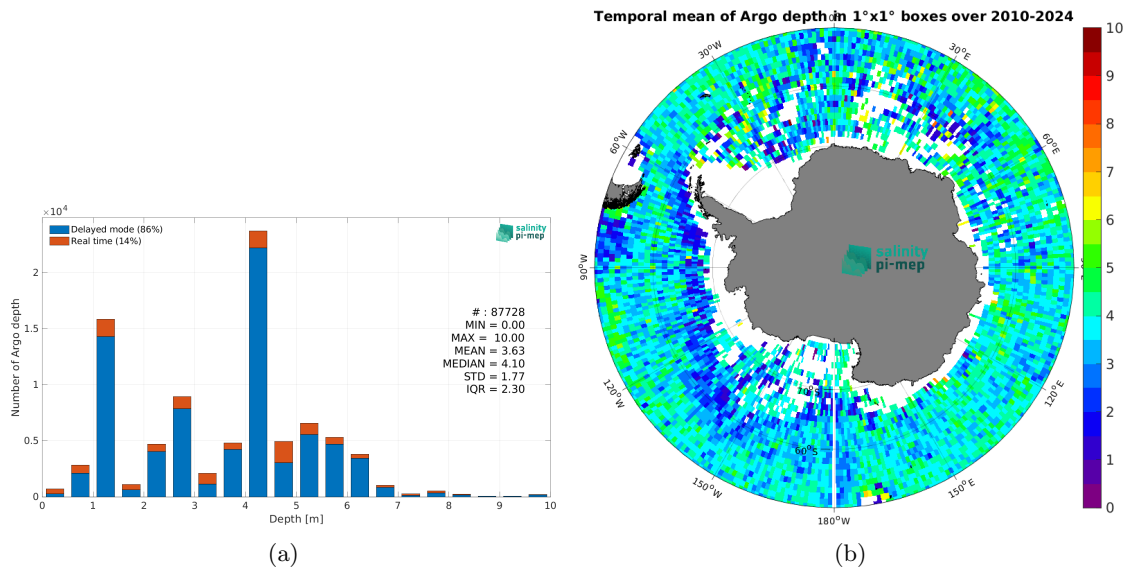 ×10⁴
Delayed mode (86%)
Real time (14%)
salinity
pi-mep
# : 87728
MIN = 0.00
MAX = 10.00
MEAN = 3.63
MEDIAN = 4.10
STD = 1.77
IQR = 2.30
Number of Argo depth
2
1.5
1
0.5
0
0 1 2 3 4 5 6 7 8 9 10
Depth [m]
(a)
Temporal mean of Argo depth in 1°x1° boxes over 2010-2024
30°W
30°E
60°W
60°E
90°W
salinity
pi-mep
120°W
120°E
70°S
60°S
150°W
150°E
180°W
10
9
8
7
6
5
4
3
2
1
0
(b)